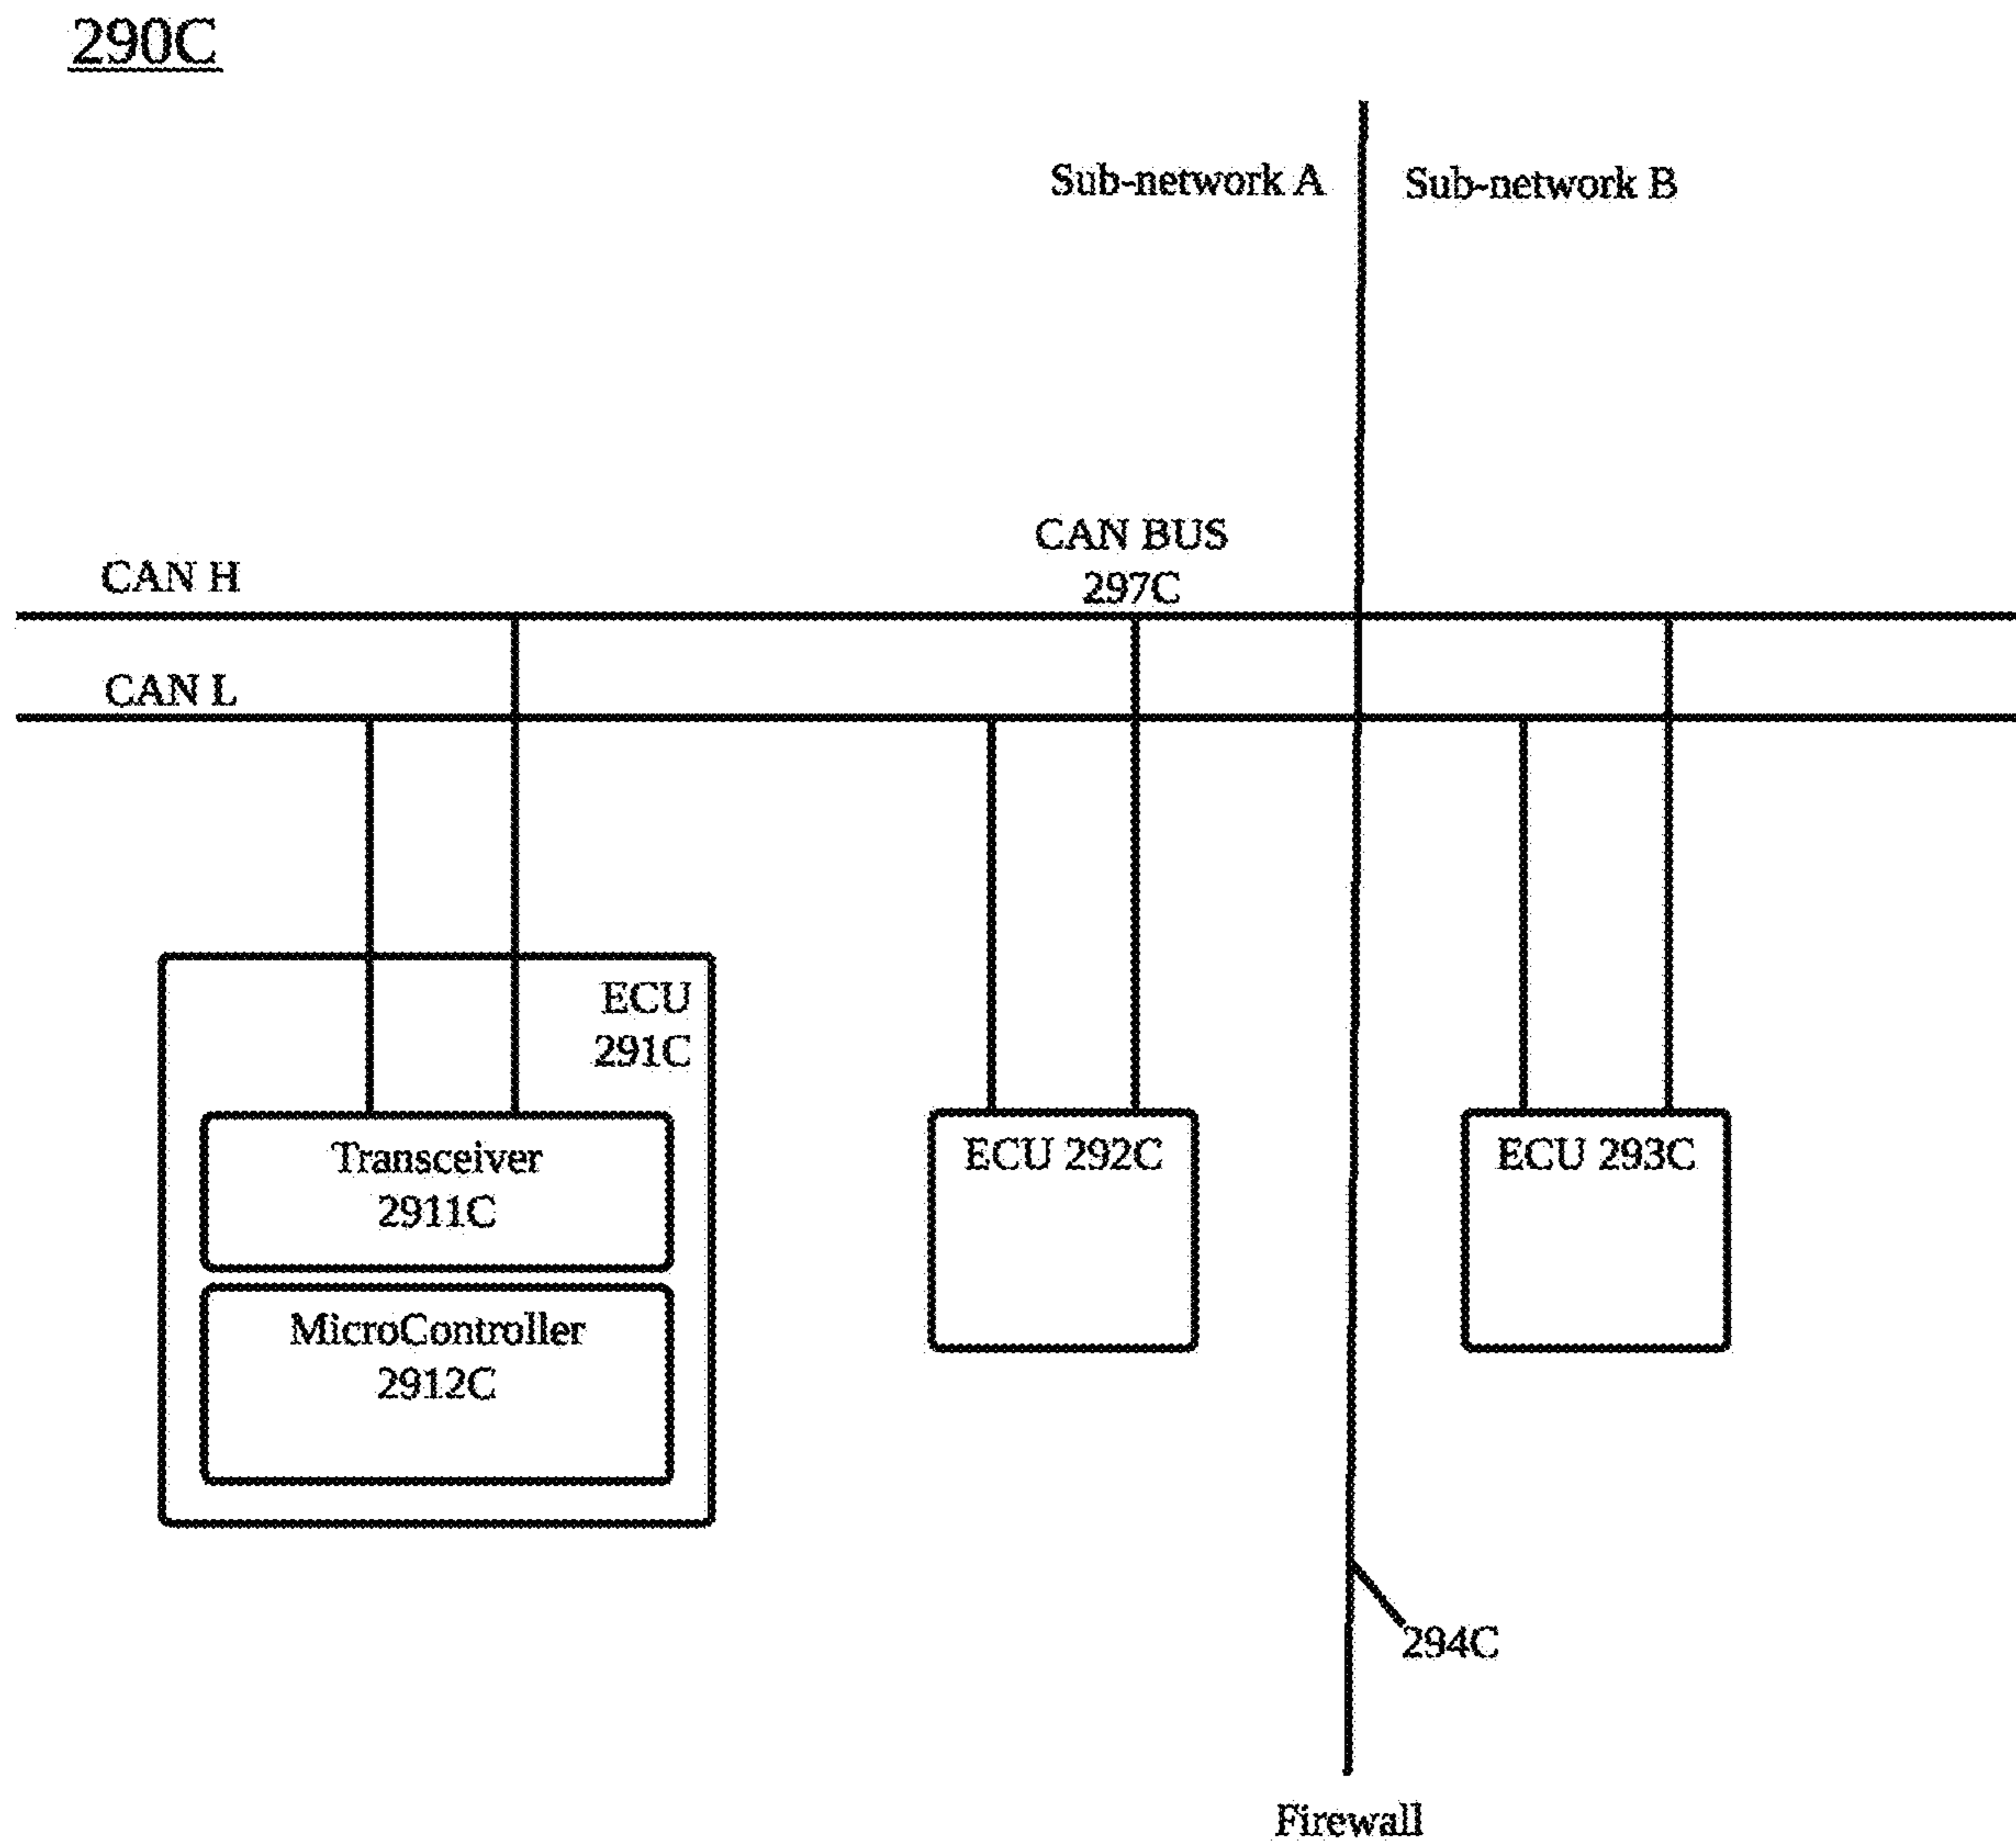 290C
Sub-network A
Sub-network B
CAN BUS
297C
CAN H
CAN L
ECU
291C
Transceiver
2911C
MicroController
2912C
ECU 292C
ECU 293C
294C
Firewall